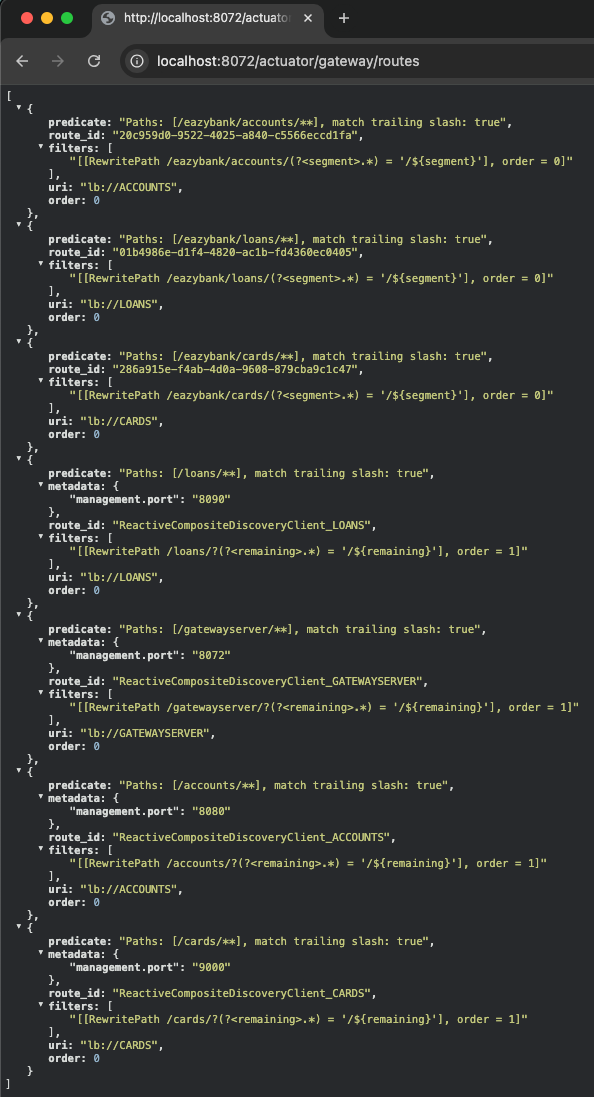 http://localhost:8072/actuato
localhost:8072/actuator/gateway/routes
[
{
predicate: "Paths: [/eazybank/accounts/**], match trailing slash: true",
route_id: "20c959d0-9522-4025-a840-c5566eccd1fa",
filters: [
"[[RewritePath /eazybank/accounts/(?<segment>.*) = '/${segment}'], order = 0]"
],
uri: "lb://ACCOUNTS",
order: 0
},
{
predicate: "Paths: [/eazybank/loans/**], match trailing slash: true",
route_id: "01b4986e-d1f4-4820-ac1b-fd4360ec0405",
filters: [
"[[RewritePath /eazybank/loans/(?<segment>.*) = '/${segment}'], order = 0]"
],
uri: "lb://LOANS",
order: 0
},
{
predicate: "Paths: [/eazybank/cards/**], match trailing slash: true",
route_id: "286a915e-f4ab-4d0a-9608-879cba9c1c47",
filters: [
"[[RewritePath /eazybank/cards/(?<segment>.*) = '/${segment}'], order = 0]"
],
uri: "lb://CARDS",
order: 0
},
{
predicate: "Paths: [/loans/**], match trailing slash: true",
metadata: {
"management.port": "8090"
},
route_id: "ReactiveCompositeDiscoveryClient_LOANS",
filters: [
"[[RewritePath /loans/?(?<remaining>.*) = '/${remaining}'], order = 1]"
],
uri: "lb://LOANS",
order: 0
},
{
predicate: "Paths: [/gatewayserver/**], match trailing slash: true",
metadata: {
"management.port": "8072"
},
route_id: "ReactiveCompositeDiscoveryClient_GATEWAYSERVER",
filters: [
"[[RewritePath /gatewayserver/?(?<remaining>.*) = '/${remaining}'], order = 1]"
],
uri: "lb://GATEWAYSERVER",
order: 0
},
{
predicate: "Paths: [/accounts/**], match trailing slash: true",
metadata: {
"management.port": "8080"
},
route_id: "ReactiveCompositeDiscoveryClient_ACCOUNTS",
filters: [
"[[RewritePath /accounts/?(?<remaining>.*) = '/${remaining}'], order = 1]"
],
uri: "lb://ACCOUNTS",
order: 0
},
{
predicate: "Paths: [/cards/**], match trailing slash: true",
metadata: {
"management.port": "9000"
},
route_id: "ReactiveCompositeDiscoveryClient_CARDS",
filters: [
"[[RewritePath /cards/?(?<remaining>.*) = '/${remaining}'], order = 1]"
],
uri: "lb://CARDS",
order: 0
}
]